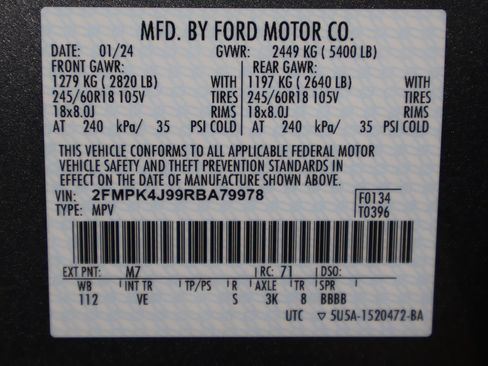 MFD. BY FORD MOTOR CO.
DATE: 01/24 GVWR: 2449 KG ( 5400 LB)
FRONT GAWR: REAR GAWR:
1279 KG ( 2820 LB) WITH 1197 KG ( 2640 LB) WITH
245/60R18 105V TIRES 245/60R18 105V TIRES
18x8.0J RIMS 18x8.0J RIMS
AT 240 kPa/ 35 PSI COLD AT 240 kPa/ 35 PSI COLD
THIS VEHICLE CONFORMS TO ALL APPLICABLE FEDERAL MOTOR
VEHICLE SAFETY AND THEFT PREVENTION STANDARDS IN
EFFECT ON THE DATE OF MANUFACTURE SHOWN ABOVE.
VIN: 2FMPK4J99RBA79978 F0134
TYPE: MPV T0396
EXT PNT: M7 RC: 71 DSO:
WB INT TR TP/PS R AXLE TR SPR
112 VE S 3K 8 BBBB
UTC ▽ 5U5A-1520472-BA